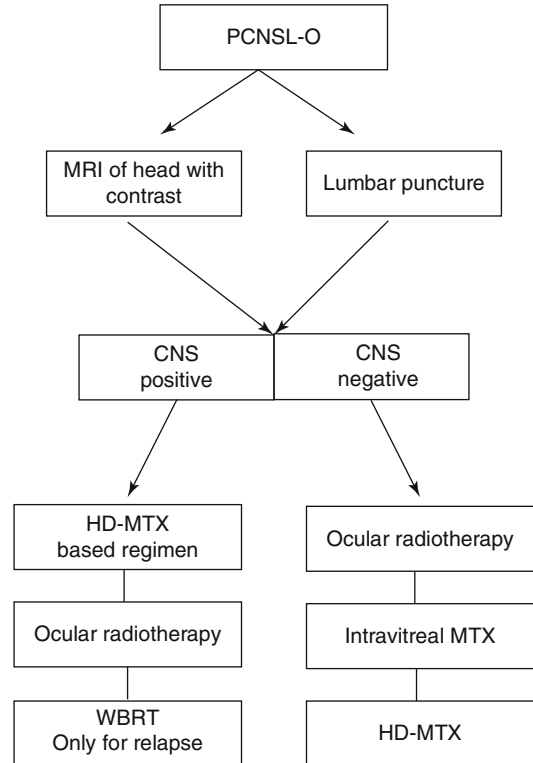 PCNSL-O
MRI of head with
contrast
Lumbar puncture
CNS
positive
CNS
negative
HD-MTX
based regimen
Ocular radiotherapy
WBRT
Only for relapse
Ocular radiotherapy
Intravitreal MTX
HD-MTX